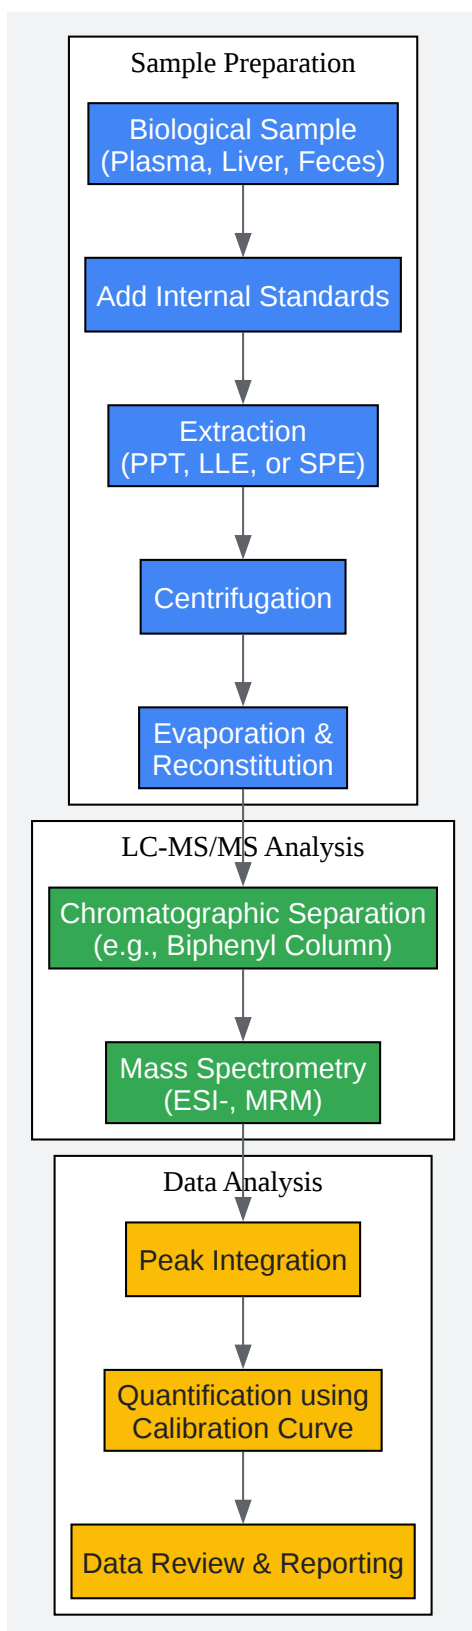 Sample Preparation
Biological Sample
(Plasma, Liver, Feces)
Add Internal Standards
Extraction
(PPT, LLE, or SPE)
Centrifugation
Evaporation &
Reconstitution
LC-MS/MS Analysis
Chromatographic Separation
(e.g., Biphenyl Column)
Mass Spectrometry
(ESI-, MRM)
Data Analysis
Peak Integration
Quantification using
Calibration Curve
Data Review & Reporting